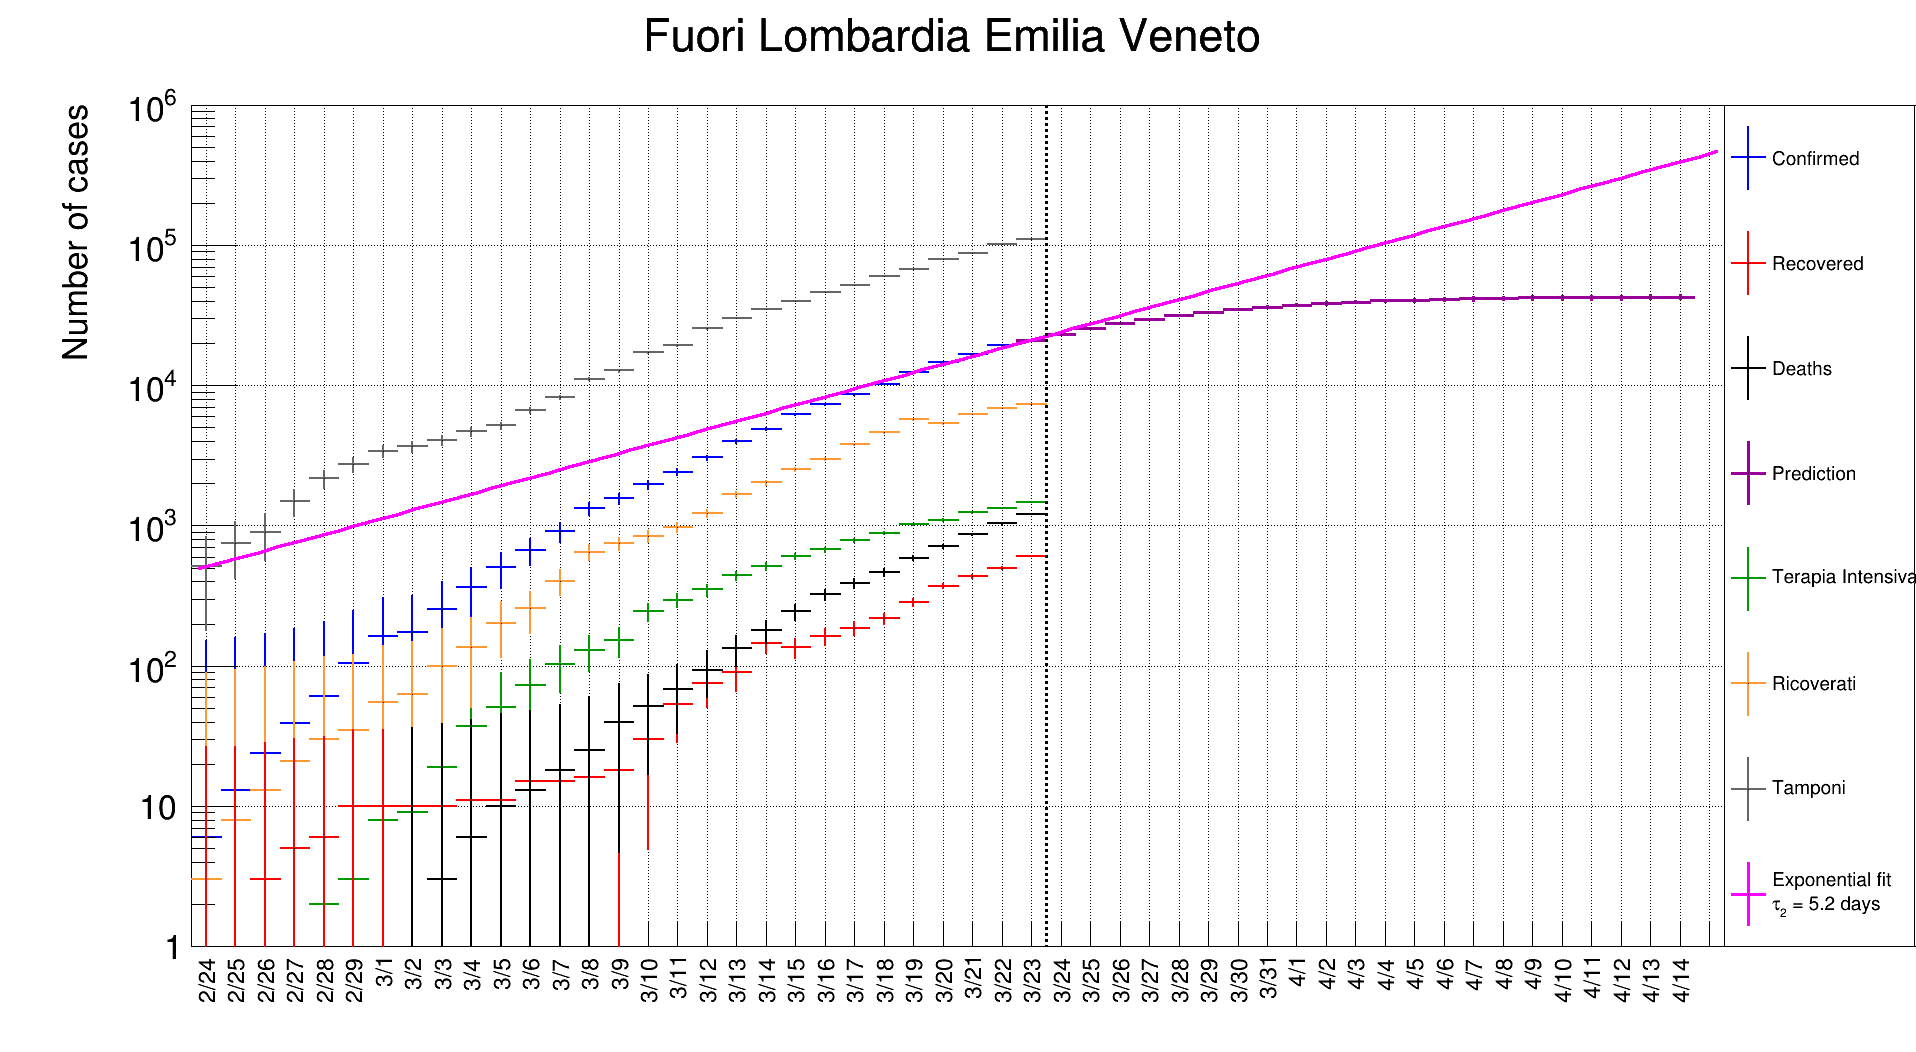 Fuori Lombardia Emilia Veneto
Number of cases
10^6
10^5
10^4
10^3
10^2
10
1
2/24 2/25 2/26 2/27 2/28 2/29 3/1 3/2 3/3 3/4 3/5 3/6 3/7 3/8 3/9 3/10 3/11 3/12 3/13 3/14 3/15 3/16 3/17 3/18 3/19 3/20 3/21 3/22 3/23 3/24 3/25 3/26 3/27 3/28 3/29 3/30 3/31 4/1 4/2 4/3 4/4 4/5 4/6 4/7 4/8 4/9 4/10 4/11 4/12 4/13 4/14
Confirmed
Recovered
Deaths
Prediction
Terapia Intensiva
Ricoverati
Tamponi
Exponential fit
τ_2 = 5.2 days